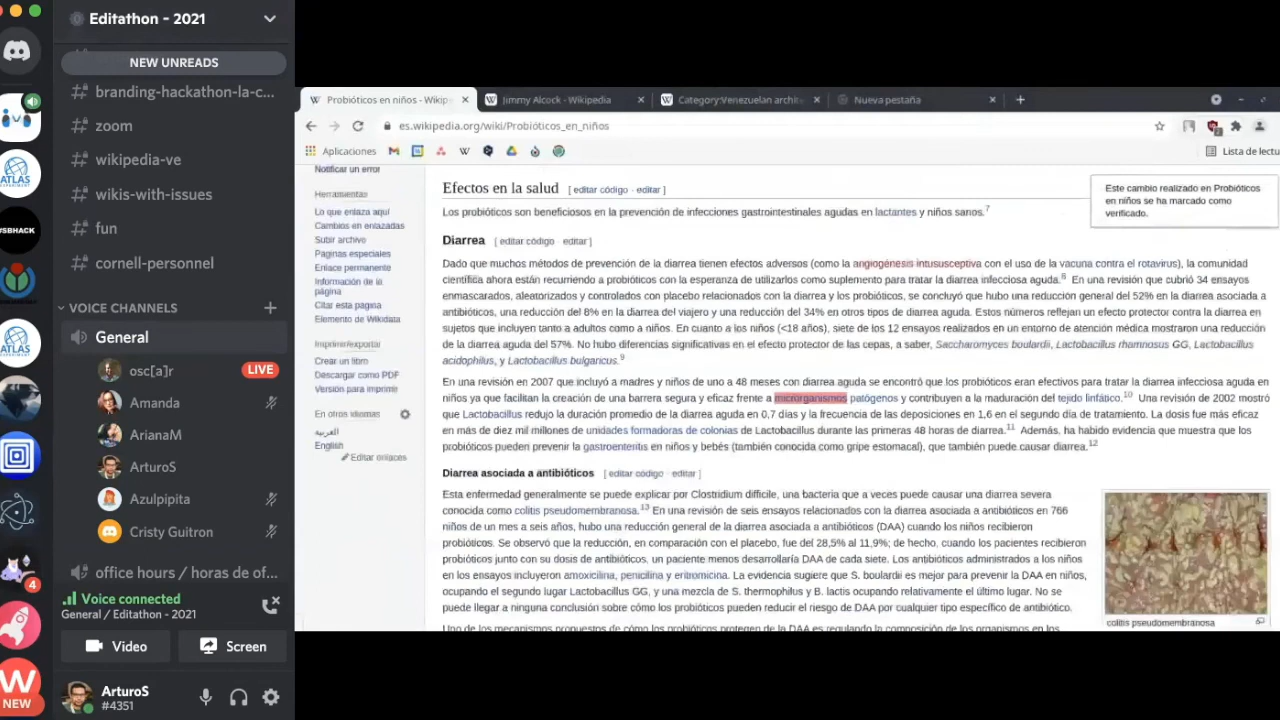 Editathon - 2021
NEW UNREADS
branding-hackathon-la-c...
zoom
wikipedia-ve
wikis-with-issues
fun
cornell-personnel
VOICE CHANNELS
General
osc[a]r LIVE
Amanda
ArianaM
ArturoS
Azulpipita
Cristy Guitron
office hours / horas de of...
Voice connected
General / Editathon - 2021
Video Screen
ArturoS
#4351
ATLAS
EXPERIMENT
#SBHACK
ATLAS
EXPERIMENT
4
W
NEW
Probióticos en niños - Wikip Jimmy Alcock - Wikipedia Category:Venezuelan archite Nueva pestaña
es.wikipedia.org/wiki/Probióticos_en_niños
Aplicaciones Lista de lectu
Notificar un error
Herramientas
Lo que enlaza aquí
Cambios en enlazadas
Subir archivo
Páginas especiales
Enlace permanente
Información de la
página
Citar esta página
Elemento de Wikidata
Imprimir/exportar
Crear un libro
Descargar como PDF
Versión para imprimir
En otros idiomas
العربية
English
Editar enlaces
Efectos en la salud [ editar código · editar ]
Los probióticos son beneficiosos en la prevención de infecciones gastrointestinales agudas en lactantes y niños sanos.7
Este cambio realizado en Probióticos
en niños se ha marcado como
verificado.
Diarrea [ editar código · editar ]
Dado que muchos métodos de prevención de la diarrea tienen efectos adversos (como la angiogénesis intususceptiva con el uso de la vacuna contra el rotavirus), la comunidad
científica ahora están recurriendo a probióticos con la esperanza de utilizarlos como suplemento para tratar la diarrea infecciosa aguda.8 En una revisión que cubrió 34 ensayos
enmascarados, aleatorizados y controlados con placebo relacionados con la diarrea y los probióticos, se concluyó que hubo una reducción general del 52% en la diarrea asociada a
antibióticos, una reducción del 8% en la diarrea del viajero y una reducción del 34% en otros tipos de diarrea aguda. Estos números reflejan un efecto protector contra la diarrea en
sujetos que incluyen tanto a adultos como a niños. En cuanto a los niños (<18 años), siete de los 12 ensayos realizados en un entorno de atención médica mostraron una reducción
de la diarrea aguda del 57%. No hubo diferencias significativas en el efecto protector de las cepas, a saber, Saccharomyces boulardii, Lactobacillus rhamnosus GG, Lactobacillus
acidophilus, y Lactobacillus bulgaricus.9
En una revisión en 2007 que incluyó a madres y niños de uno a 48 meses con diarrea aguda se encontró que los probióticos eran efectivos para tratar la diarrea infecciosa aguda en
niños ya que facilitan la creación de una barrera segura y eficaz frente a microrganismos patógenos y contribuyen a la maduración del tejido linfático.10 Una revisión de 2002 mostró
que Lactobacillus redujo la duración promedio de la diarrea aguda en 0,7 días y la frecuencia de las deposiciones en 1,6 en el segundo día de tratamiento. La dosis fue más eficaz
en más de diez mil millones de unidades formadoras de colonias de Lactobacillus durante las primeras 48 horas de diarrea.11 Además, ha habido evidencia que muestra que los
probióticos pueden prevenir la gastroenteritis en niños y bebés (también conocida como gripe estomacal), que también puede causar diarrea.12
Diarrea asociada a antibióticos [ editar código · editar ]
Esta enfermedad generalmente se puede explicar por Clostridium difficile, una bacteria que a veces puede causar una diarrea severa
conocida como colitis pseudomembranosa.13 En una revisión de seis ensayos relacionados con la diarrea asociada a antibióticos en 766
niños de un mes a seis años, hubo una reducción general de la diarrea asociada a antibióticos (DAA) cuando los niños recibieron
probióticos. Se observó que la reducción, en comparación con el placebo, fue del 28,5% al 11,9%; de hecho, cuando los pacientes recibieron
probióticos junto con su dosis de antibióticos, un paciente menos desarrollaría DAA de cada siete. Los antibióticos administrados a los niños
en los ensayos incluyeron amoxicilina, penicilina y eritromicina. La evidencia sugiere que S. boulardii es mejor para prevenir la DAA en niños,
ocupando el segundo lugar Lactobacillus GG, y una mezcla de S. thermophilus y B. lactis ocupando relativamente el último lugar. No se
puede llegar a ninguna conclusión sobre cómo los probióticos pueden reducir el riesgo de DAA por cualquier tipo específico de antibiótico.
Uno de los mecanismos propuestos de cómo los probióticos protegen de la DAA es regulando la composición de los organismos en los
colitis pseudomembranosa